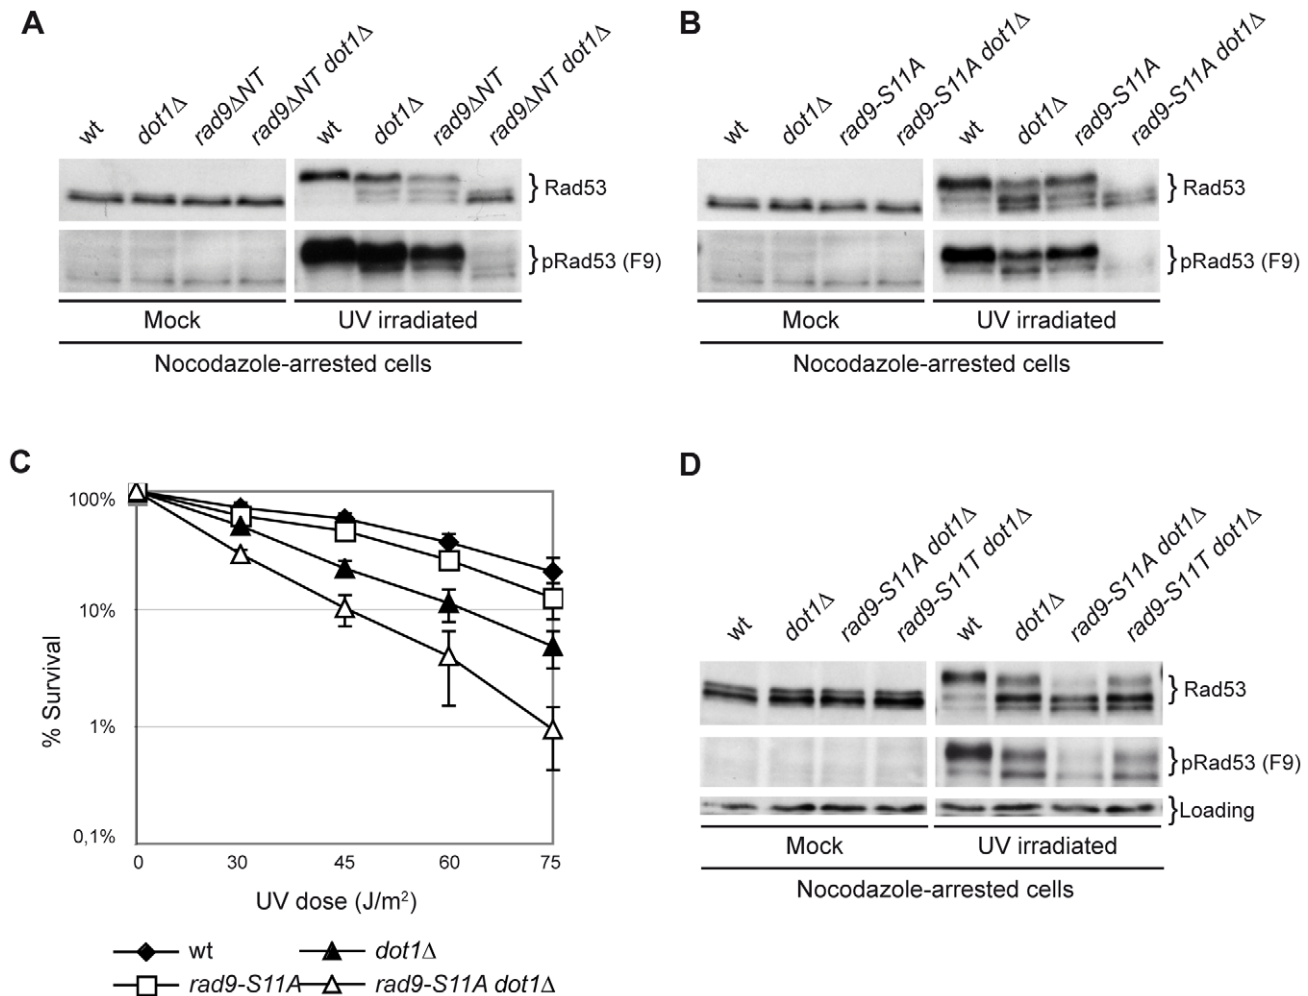 A
wt
dot1Δ
rad9ΔNT
rad9ΔNT dot1Δ
wt
dot1Δ
rad9ΔNT
rad9ΔNT dot1Δ
Rad53
pRad53 (F9)
Mock
UV irradiated
Nocodazole-arrested cells
B
wt
dot1Δ
rad9-S11A
rad9-S11A dot1Δ
wt
dot1Δ
rad9-S11A
rad9-S11A dot1Δ
Rad53
pRad53 (F9)
Mock
UV irradiated
Nocodazole-arrested cells
C
% Survival
100%
10%
1%
0,1%
0
30
45
60
75
UV dose (J/m²)
wt
dot1Δ
rad9-S11A
rad9-S11A dot1Δ
D
wt
dot1Δ
rad9-S11A dot1Δ
rad9-S11T dot1Δ
wt
dot1Δ
rad9-S11A dot1Δ
rad9-S11T dot1Δ
Rad53
pRad53 (F9)
Loading
Mock
UV irradiated
Nocodazole-arrested cells